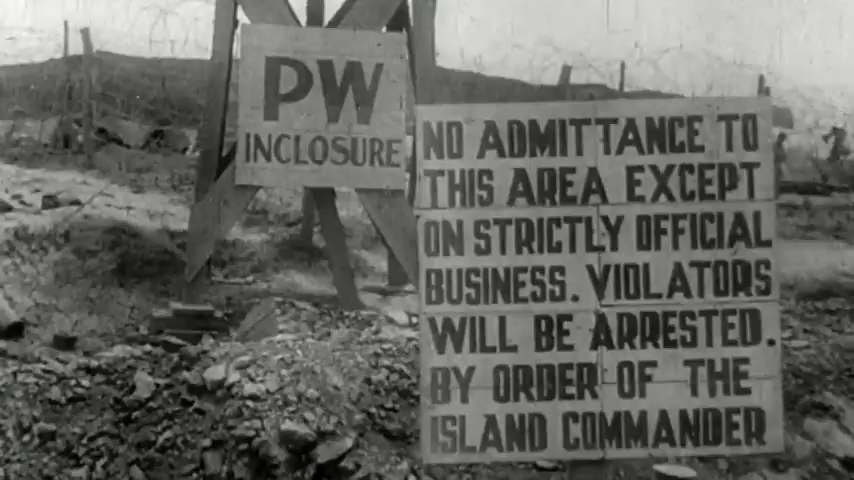 PW
INCLOSURE
NO ADMITTANCE TO
THIS AREA EXCEPT
ON STRICTLY OFFICIAL
BUSINESS. VIOLATORS
WILL BE ARRESTED.
BY ORDER OF THE
ISLAND COMMANDER